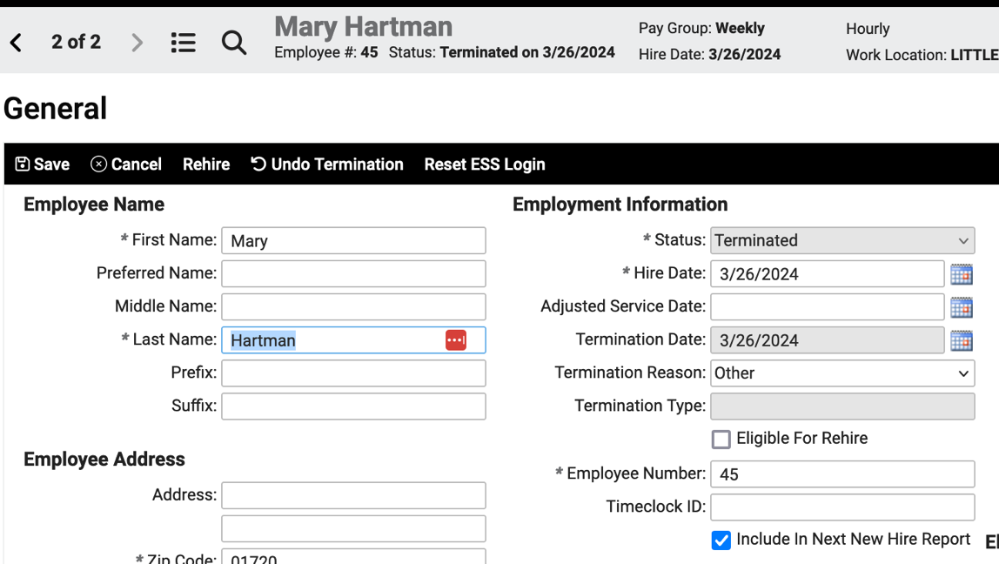 2 of 2
Mary Hartman
Employee #: 45 Status: Terminated on 3/26/2024
Pay Group: Weekly
Hire Date: 3/26/2024
Hourly
Work Location: LITTLE
General
Save Cancel Rehire Undo Termination Reset ESS Login
Employee Name
* First Name: Mary
Preferred Name:
Middle Name:
* Last Name: Hartman
Prefix:
Suffix:
Employee Address
Address:
* Zip Code: 01720
Employment Information
* Status: Terminated
* Hire Date: 3/26/2024
Adjusted Service Date:
Termination Date: 3/26/2024
Termination Reason: Other
Termination Type:
Eligible For Rehire
* Employee Number: 45
Timeclock ID:
Include In Next New Hire Report